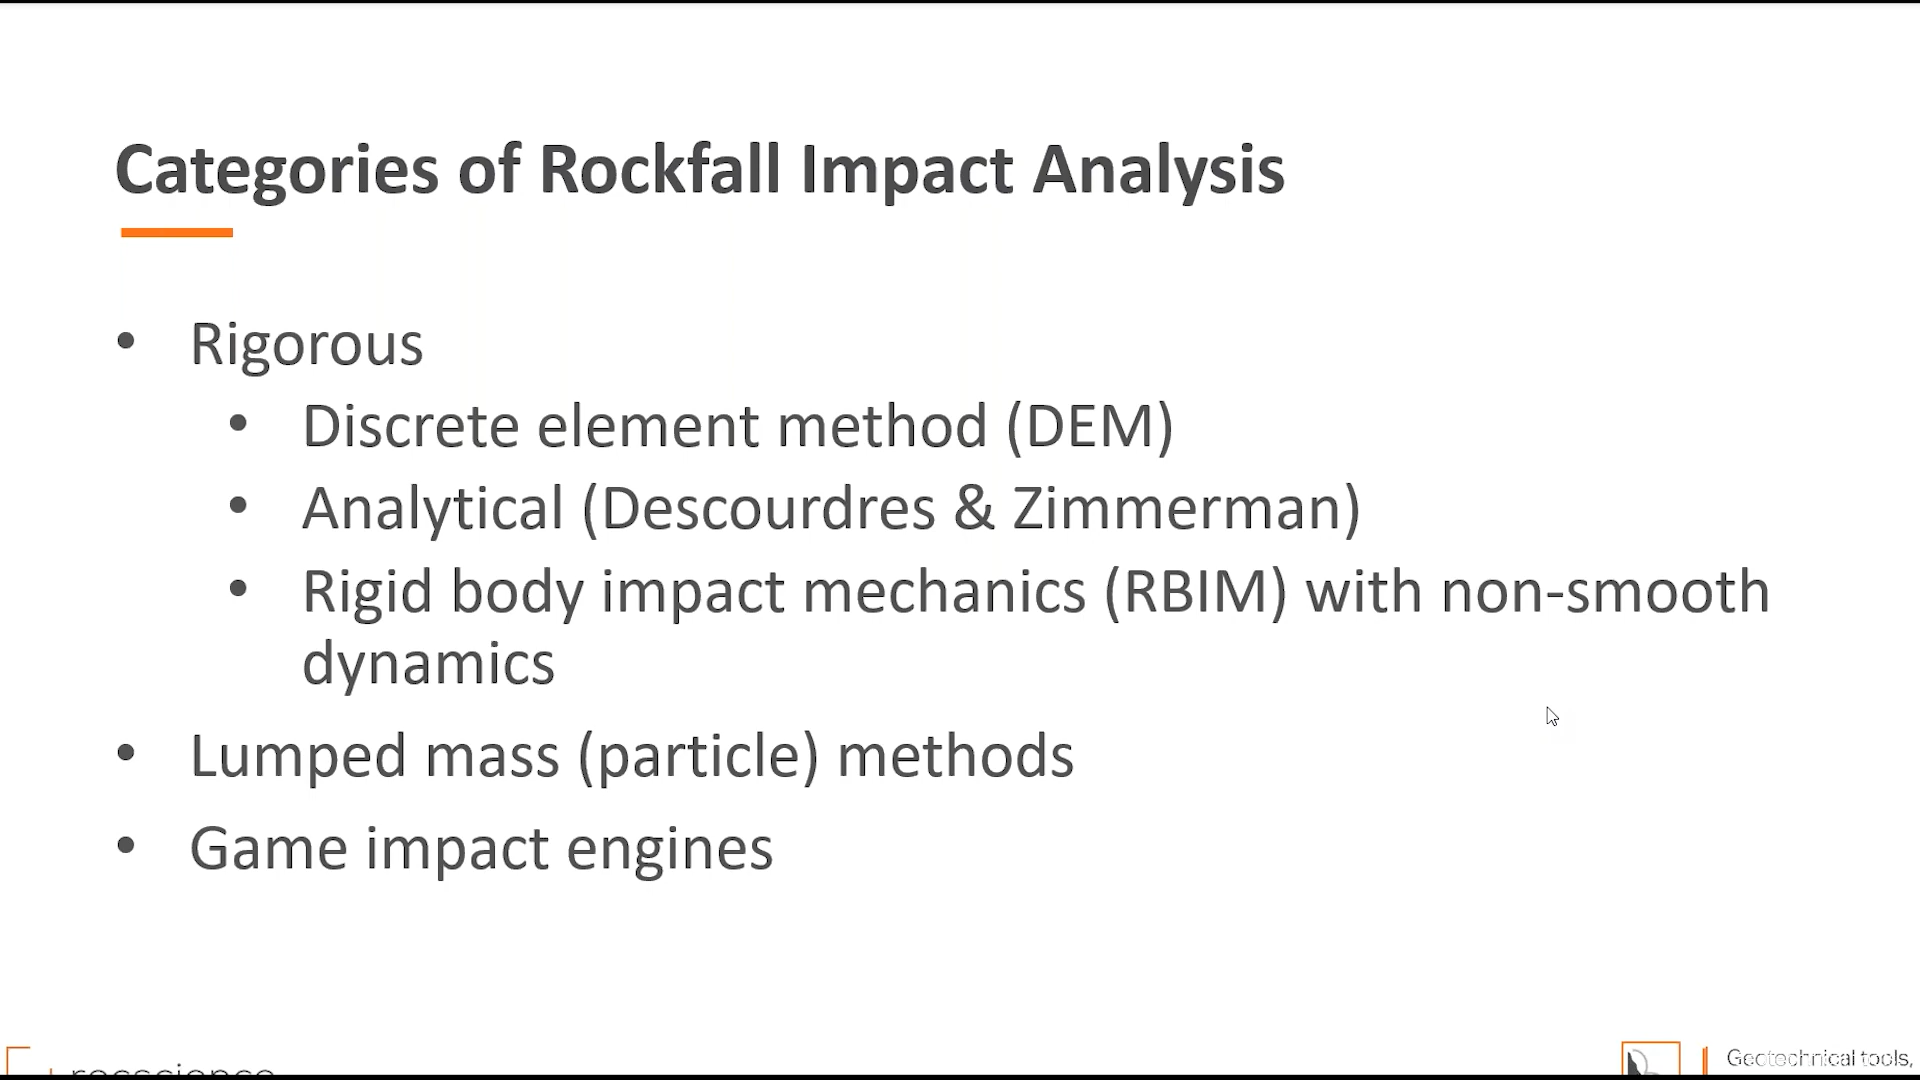 Categories of Rockfall Impact Analysis
• Rigorous
• Discrete element method (DEM)
• Analytical (Descourdres & Zimmerman)
• Rigid body impact mechanics (RBIM) with non-smooth
dynamics
• Lumped mass (particle) methods
• Game impact engines
rocscience
Geotechnical tools,